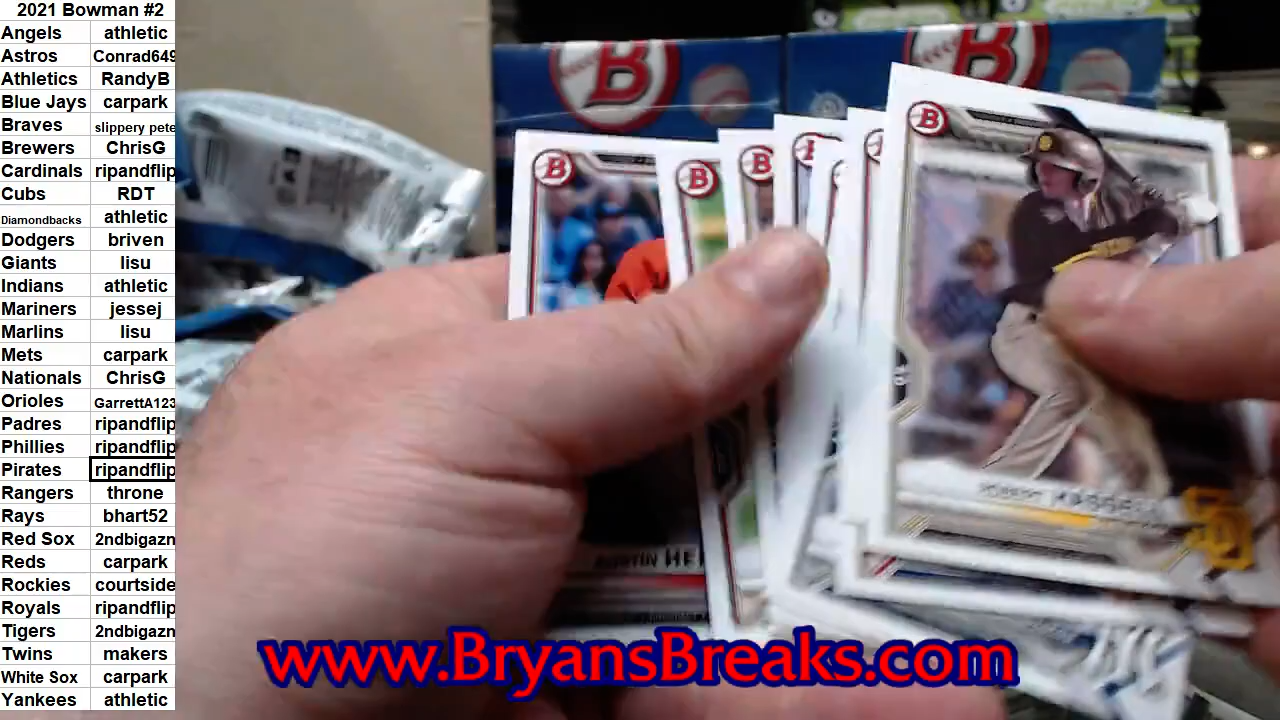 2021 Bowman #2
Angels athletic
Astros Conrad649
Athletics RandyB
Blue Jays carpark
Braves slippery pete
Brewers ChrisG
Cardinals ripandflip
Cubs RDT
Diamondbacks athletic
Dodgers briven
Giants lisu
Indians athletic
Mariners jessej
Marlins lisu
Mets carpark
Nationals ChrisG
Orioles GarrettA123
Padres ripandflip
Phillies ripandflip
Pirates ripandflip
Rangers throne
Rays bhart52
Red Sox 2ndbigazn
Reds carpark
Rockies courtside
Royals ripandflip
Tigers 2ndbigazn
Twins makers
White Sox carpark
Yankees athletic
B
B
B
B
B
B
ROBERT
SD
www.BryansBreaks.com